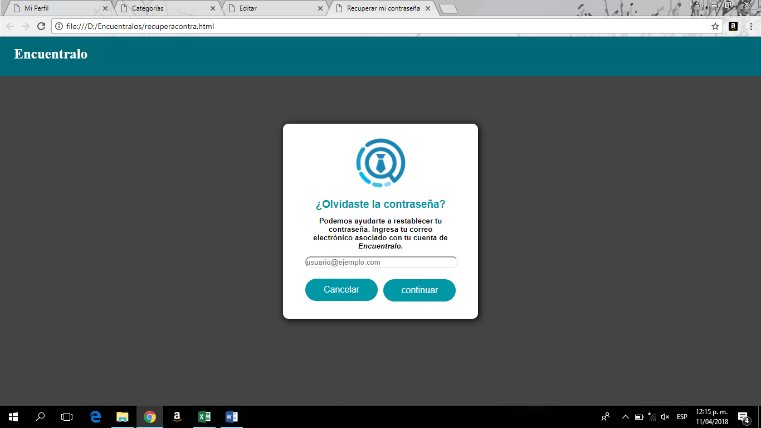 Mi Perfil
Categorías
Editar
Recuperar mi contraseña
file:///D:/Encuentralos/recuperacontra.html
Encuentralo
¿Olvidaste la contraseña?
Podemos ayudarte a restablecer tu
contraseña. Ingresa tu correo
electrónico asociado con tu cuenta de
Encuentralo.
usuario@ejemplo.com
Cancelar
continuar
ESP
12:15 p. m.
11/04/2018
4